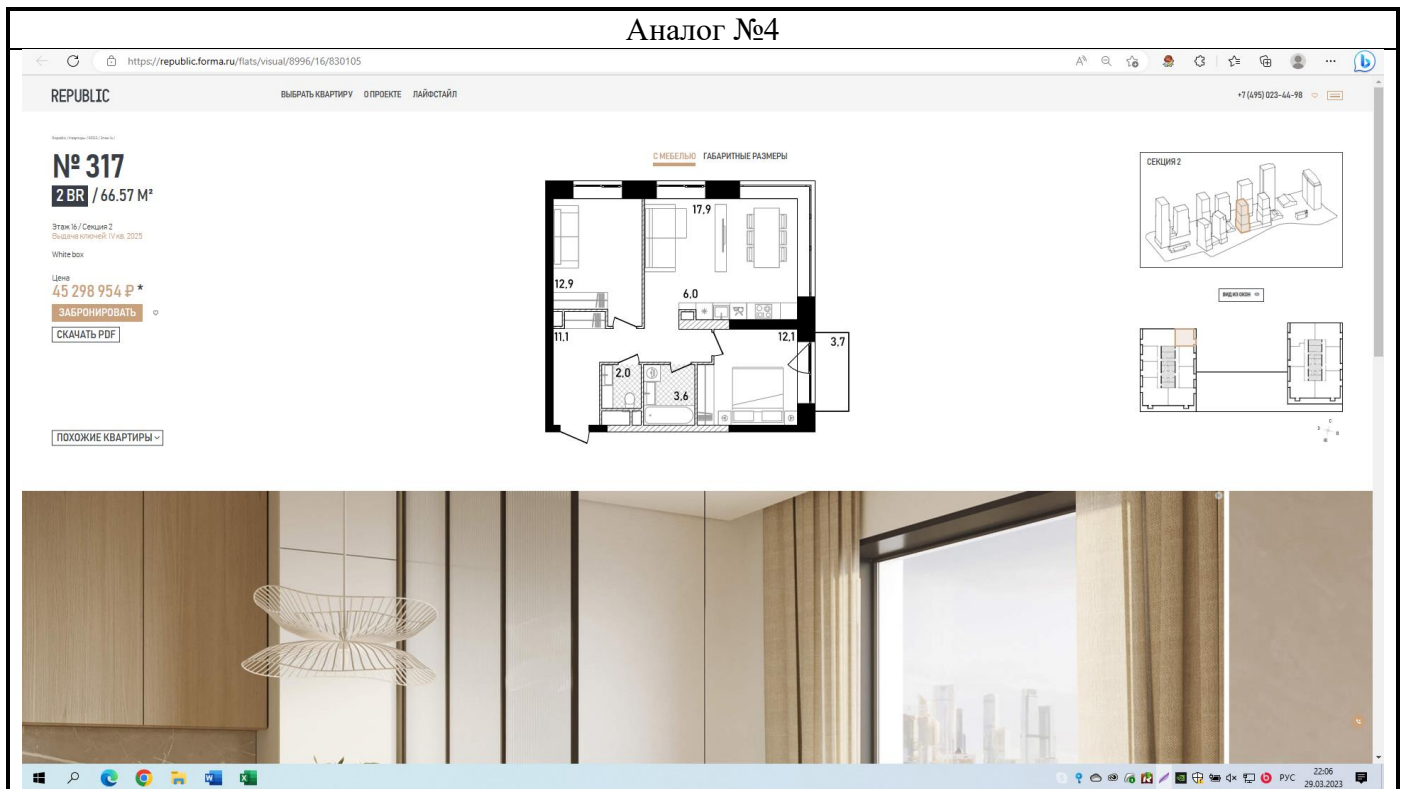 Аналог №4
https://republic.forma.ru/flats/visual/8996/16/830105
REPUBLIC
ВЫБРАТЬ КВАРТИРУ О ПРОЕКТЕ ЛАЙФСТАЙЛ
+7 (495) 023-44-98
№ 317
2 BR / 66.57 М²
Этаж 16 / Секция 2
Выдача ключей: IV кв. 2025
White box
Цена
45 298 954 ₽ *
ЗАБРОНИРОВАТЬ
СКАЧАТЬ PDF
ПОХОЖИЕ КВАРТИРЫ
С МЕБЕЛЬЮ ГАБАРИТНЫЕ РАЗМЕРЫ
17,9
12,9
6,0
11,1
12,1
3,7
2,0
3,6
СЕКЦИЯ 2
ВИД ИЗ ОКОН
РУС
22:06
29.03.2023